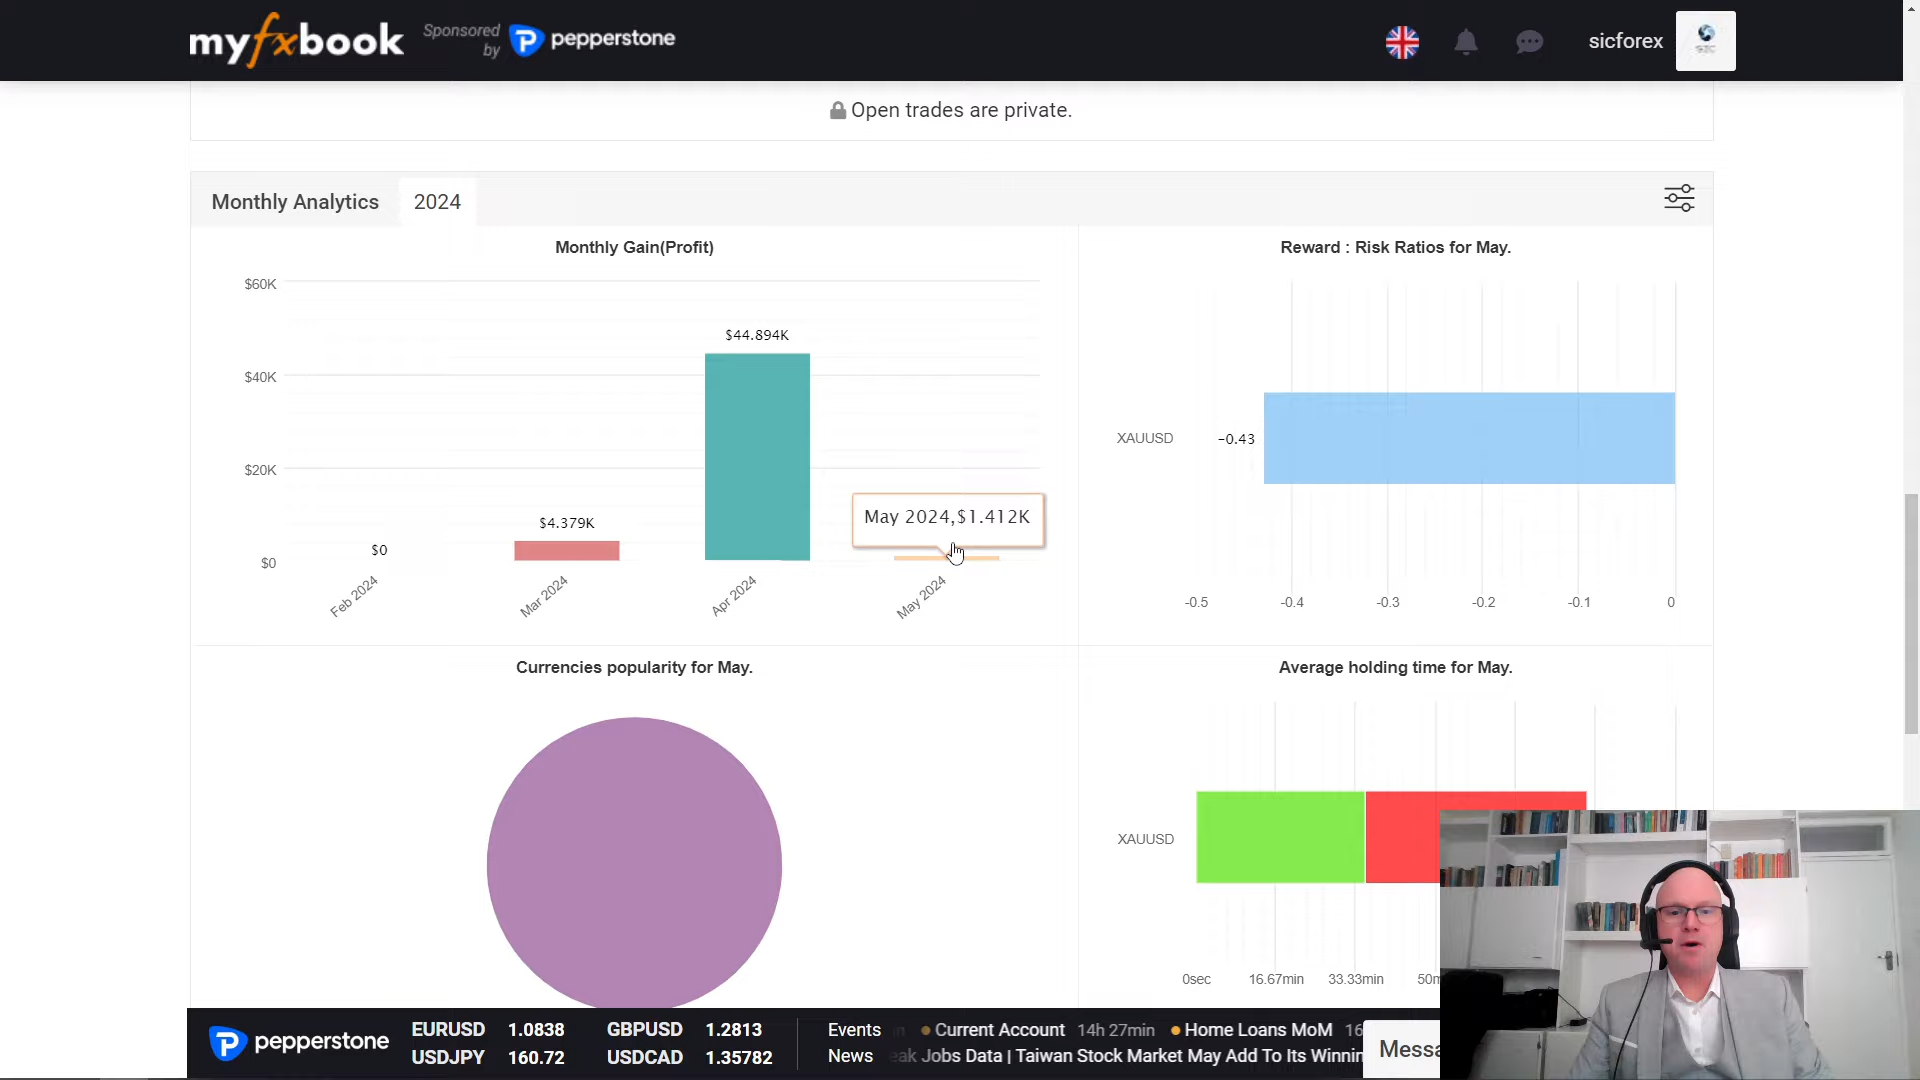 myfxbook
Sponsored by
pepperstone
sicforex
SIC
Open trades are private.
Monthly Analytics
2024
Monthly Gain(Profit)
$60K
$40K
$20K
$0
$0
$4.379K
$44.894K
May 2024,$1.412K
Feb 2024
Mar 2024
Apr 2024
May 2024
Reward : Risk Ratios for May.
XAUUSD
-0.43
-0.5
-0.4
-0.3
-0.2
-0.1
0
Currencies popularity for May.
Average holding time for May.
XAUUSD
0sec
16.67min
33.33min
pepperstone
EURUSD 1.0838
GBPUSD 1.2813
USDJPY 160.72
USDCAD 1.35782
Events
Current Account 14h 27min
Home Loans MoM 16
News
Jobs Data | Taiwan Stock Market May Add To Its